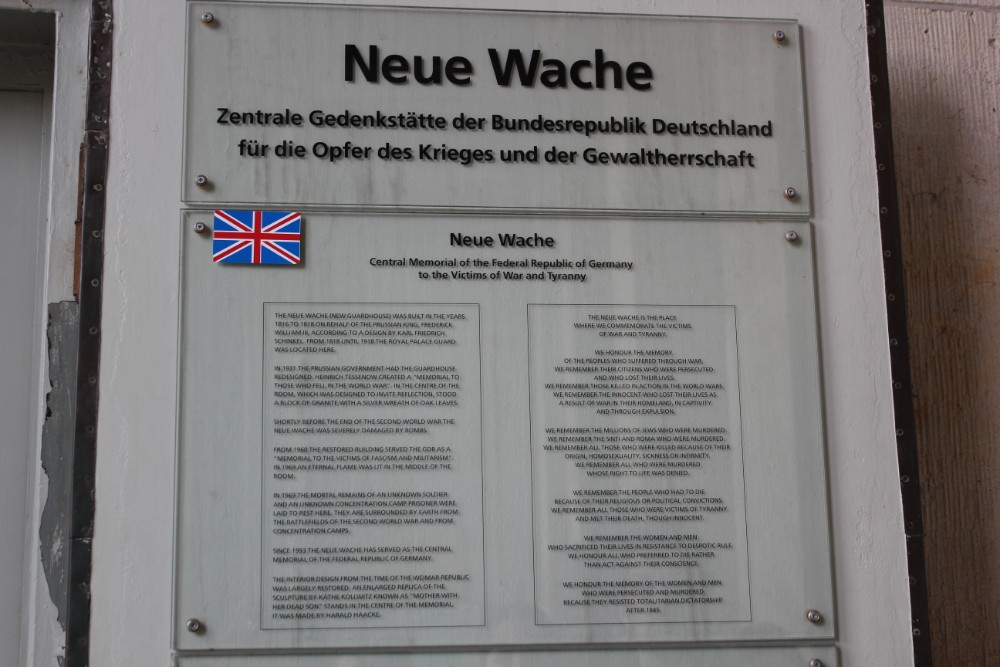 Neue Wache
Zentrale Gedenkstätte der Bundesrepublik Deutschland
für die Opfer des Krieges und der Gewaltherrschaft
Neue Wache
Central Memorial of the Federal Republic of Germany
to the Victims of War and Tyranny
THE NEUE WACHE (NEW GUARDHOUSE) WAS BUILT IN THE YEARS
1816 TO 1818 ON BEHALF OF THE PRUSSIAN KING, FREDERICK
WILLIAM III, ACCORDING TO A DESIGN BY KARL FRIEDRICH
SCHINKEL. FROM 1818 UNTIL 1918 THE ROYAL PALACE GUARD
WAS LOCATED HERE.
IN 1931 THE PRUSSIAN GOVERNMENT HAD THE GUARDHOUSE
REDESIGNED. HEINRICH TESSENOW CREATED A "MEMORIAL TO
THOSE WHO FELL IN THE WORLD WAR". IN THE CENTRE OF THE
ROOM, WHICH WAS DESIGNED TO INVITE REFLECTION, STOOD
A BLOCK OF GRANITE WITH A SILVER WREATH OF OAK LEAVES.
SHORTLY BEFORE THE END OF THE SECOND WORLD WAR THE
NEUE WACHE WAS SEVERELY DAMAGED BY BOMBS.
FROM 1960 THE RESTORED BUILDING SERVED THE GDR AS A
"MEMORIAL TO THE VICTIMS OF FASCISM AND MILITARISM".
IN 1969 AN ETERNAL FLAME WAS LIT IN THE MIDDLE OF THE
ROOM.
IN 1969 THE MORTAL REMAINS OF AN UNKNOWN SOLDIER
AND AN UNKNOWN CONCENTRATION CAMP PRISONER WERE
LAID TO REST HERE. THEY ARE SURROUNDED BY EARTH FROM
THE BATTLEFIELDS OF THE SECOND WORLD WAR AND FROM
CONCENTRATION CAMPS.
SINCE 1993 THE NEUE WACHE HAS SERVED AS THE CENTRAL
MEMORIAL OF THE FEDERAL REPUBLIC OF GERMANY.
THE INTERIOR DESIGN FROM THE TIME OF THE WEIMAR REPUBLIC
WAS LARGELY RESTORED. AN ENLARGED REPLICA OF THE
SCULPTURE BY KÄTHE KOLLWITZ KNOWN AS "MOTHER WITH
HER DEAD SON" STANDS IN THE CENTRE OF THE MEMORIAL.
IT WAS MADE BY HARALD HAACKE.
THE NEUE WACHE IS THE PLACE
WHERE WE COMMEMORATE THE VICTIMS
OF WAR AND TYRANNY.
WE HONOUR THE MEMORY
OF THE PEOPLES WHO SUFFERED THROUGH WAR.
WE REMEMBER THEIR CITIZENS WHO WERE PERSECUTED
AND WHO LOST THEIR LIVES.
WE REMEMBER THOSE KILLED IN ACTION IN THE WORLD WARS.
WE REMEMBER THE INNOCENT WHO LOST THEIR LIVES AS
A RESULT OF WAR IN THEIR HOMELAND, IN CAPTIVITY
AND THROUGH EXPULSION.
WE REMEMBER THE MILLIONS OF JEWS WHO WERE MURDERED.
WE REMEMBER THE SINTI AND ROMA WHO WERE MURDERED.
WE REMEMBER ALL THOSE WHO WERE KILLED BECAUSE OF THEIR
ORIGIN, HOMOSEXUALITY, SICKNESS OR INFIRMITY.
WE REMEMBER ALL WHO WERE MURDERED
WHOSE RIGHT TO LIFE WAS DENIED.
WE REMEMBER THE PEOPLE WHO HAD TO DIE
BECAUSE OF THEIR RELIGIOUS OR POLITICAL CONVICTIONS.
WE REMEMBER ALL THOSE WHO WERE VICTIMS OF TYRANNY
AND MET THEIR DEATH, THOUGH INNOCENT.
WE REMEMBER THE WOMEN AND MEN
WHO SACRIFICED THEIR LIVES IN RESISTANCE TO DESPOTIC RULE.
WE HONOUR ALL WHO PREFERRED TO DIE RATHER
THAN ACT AGAINST THEIR CONSCIENCE.
WE HONOUR THE MEMORY OF THE WOMEN AND MEN
WHO WERE PERSECUTED AND MURDERED
BECAUSE THEY RESISTED TOTALITARIAN DICTATORSHIP
AFTER 1945.